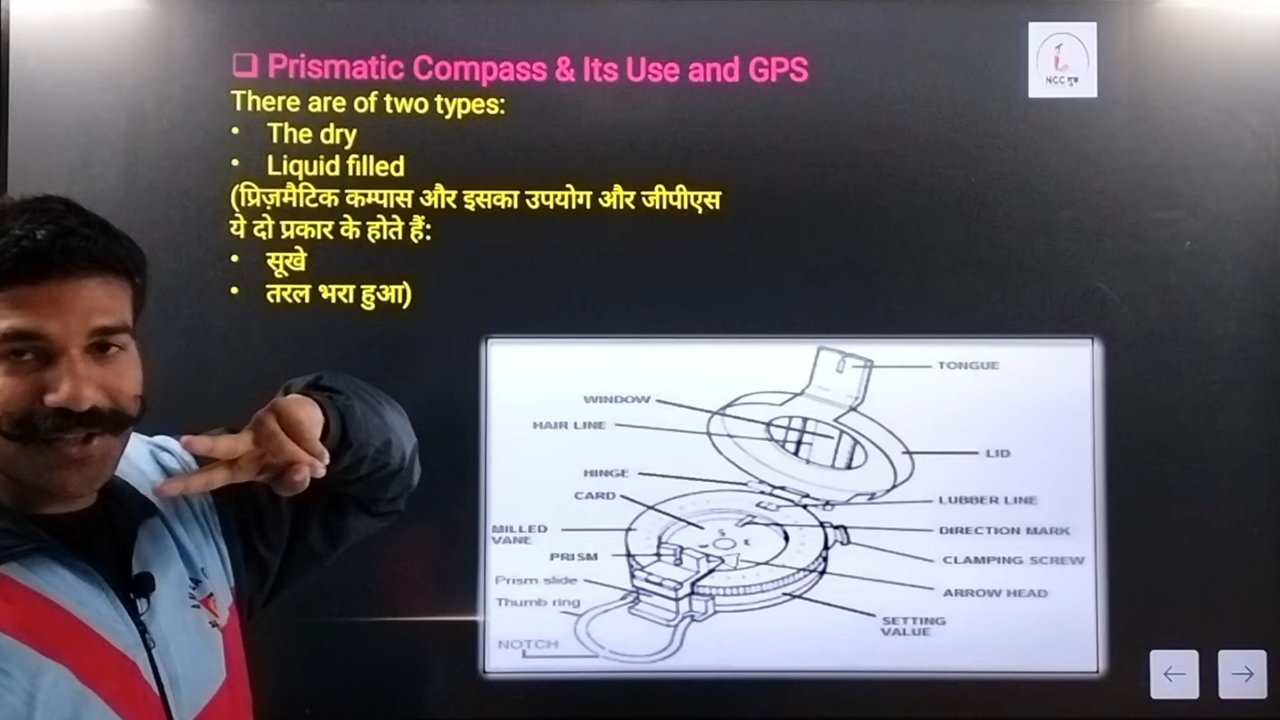 ❑ Prismatic Compass & Its Use and GPS
There are of two types:
• The dry
• Liquid filled
(प्रिज़मैटिक कम्पास और इसका उपयोग और जीपीएस
ये दो प्रकार के होते हैं:
• सूखे
• तरल भरा हुआ)
NCC गुरु
TONGUE
WINDOW
HAIR LINE
LID
HINGE
CARD
LUBBER LINE
MILLED
VANE
DIRECTION MARK
PRISM
CLAMPING SCREW
Prism slide
ARROW HEAD
Thumb ring
SETTING
VALUE
NOTCH